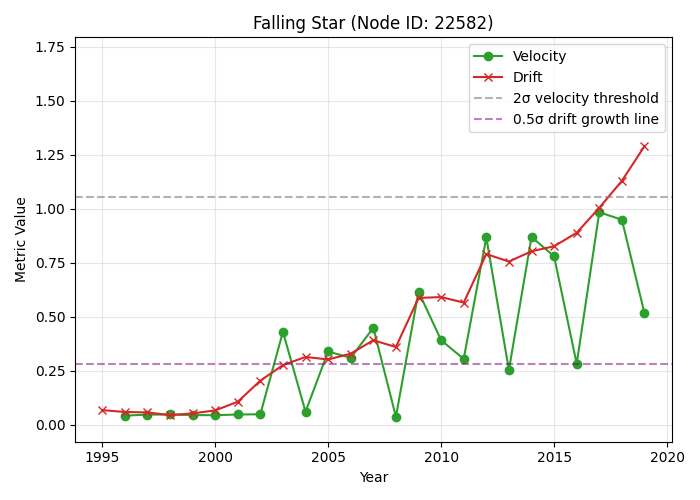 Falling Star (Node ID: 22582)
Velocity
Drift
2σ velocity threshold
0.5σ drift growth line
Metric Value
1.75
1.50
1.25
1.00
0.75
0.50
0.25
0.00
1995
2000
2005
2010
2015
2020
Year